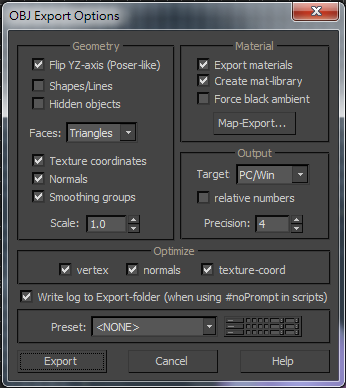 OBJ Export Options
Geometry
Flip YZ-axis (Poser-like)
Shapes/Lines
Hidden objects
Faces: Triangles
Texture coordinates
Normals
Smoothing groups
Scale: 1.0
Material
Export materials
Create mat-library
Force black ambient
Map-Export...
Output
Target PC/Win
relative numbers
Precision: 4
Optimize
vertex normals texture-coord
Write log to Export-folder (when using #noPrompt in scripts)
Preset: <NONE>
Export Cancel Help